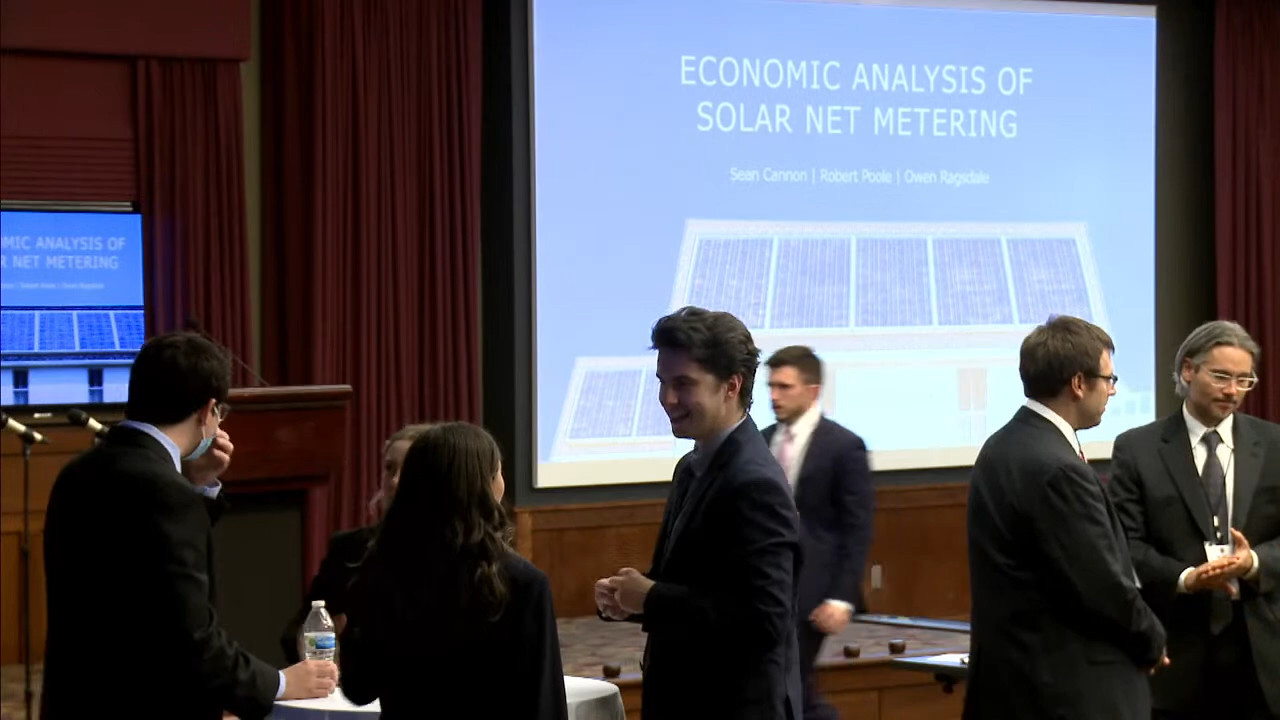 ECONOMIC ANALYSIS OF
SOLAR NET METERING
Sean Cannon | Robert Poole | Owen Ragsdale
MIC ANALYSIS OF
R NET METERING